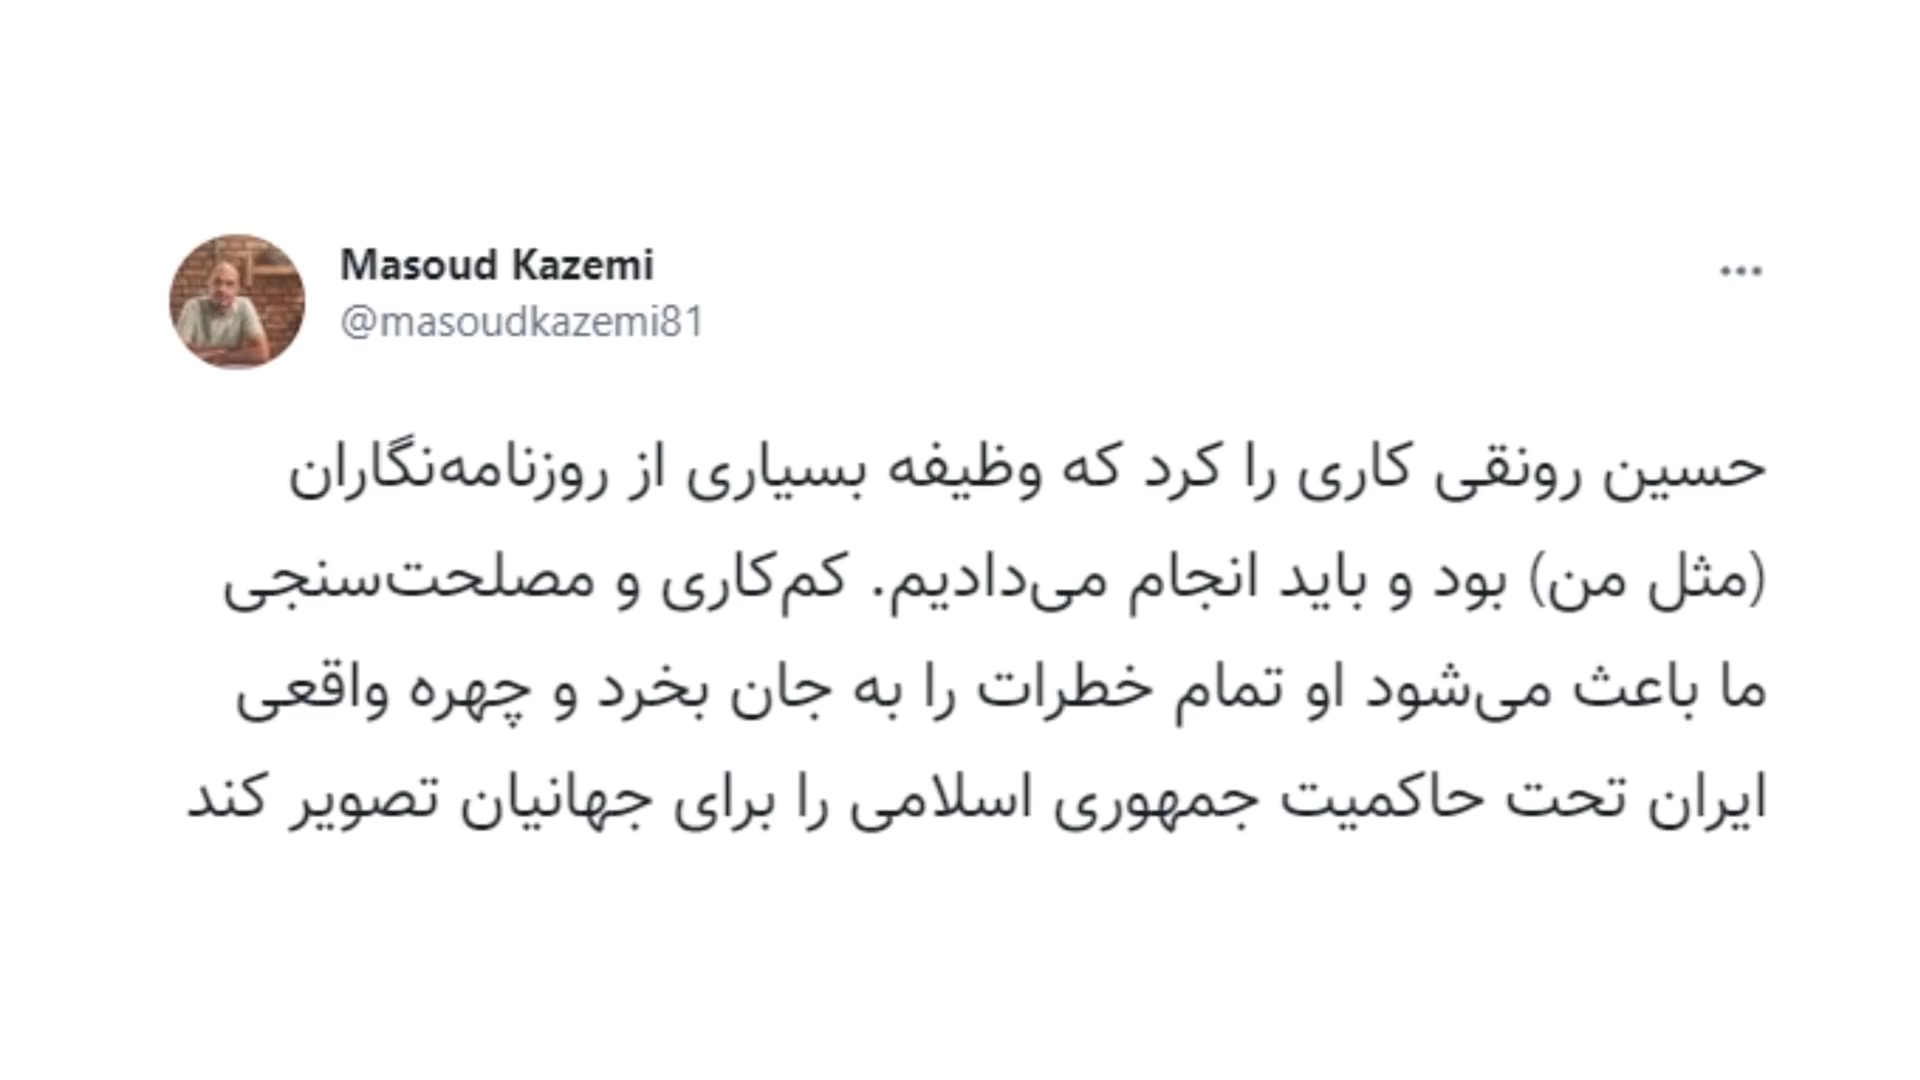 Masoud Kazemi
@masoudkazemi81
حسین رونقی کاری را کرد که وظیفه بسیاری از روزنامه‌نگاران
(مثل من) بود و باید انجام می‌دادیم. کم‌کاری و مصلحت‌سنجی
ما باعث می‌شود او تمام خطرات را به جان بخرد و چهره واقعی
ایران تحت حاکمیت جمهوری اسلامی را برای جهانیان تصویر کند